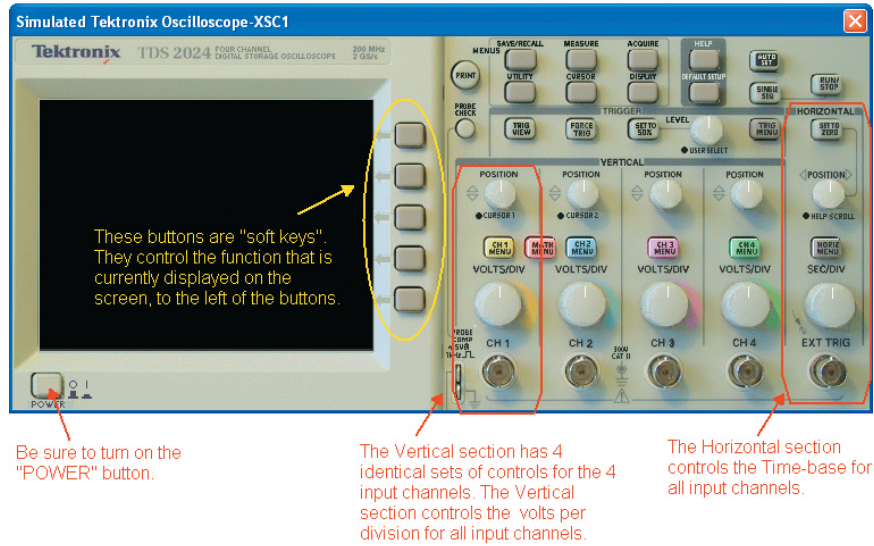 Simulated Tektronix Oscilloscope-XSC1
Tektronix TDS 2024 FOUR CHANNEL DIGITAL STORAGE OSCILLOSCOPE 200 MHz 2 GS/s
MENUS
SAVE/RECALL MEASURE ACQUIRE HELP
PRINT
UTILITY CURSOR DISPLAY DEFAULT SETUP
AUTO SET
SINGLE SEQ
RUN/ STOP
PROBE CHECK
TRIGGER
TRIG VIEW
FORCE TRIG
SET TO 50%
LEVEL
USER SELECT
TRIG MENU
HORIZONTAL
SET TO ZERO
VERTICAL
POSITION POSITION POSITION POSITION POSITION
CURSOR 1 CURSOR 2 HELP SCROLL
CH 1 MENU
MATH MENU
CH 2 MENU
CH 3 MENU
CH 4 MENU
HORIZ MENU
VOLTS/DIV VOLTS/DIV VOLTS/DIV VOLTS/DIV SEC/DIV
CH 1 CH 2 CH 3 CH 4 EXT TRIG
PROBE COMP
~5V@
1kHz
300V
CAT II
These buttons are "soft keys".
They control the function that is
currently displayed on the
screen, to the left of the buttons.
POWER
Be sure to turn on the
"POWER" button.
The Vertical section has 4
identical sets of controls for the 4
input channels. The Vertical
section controls the volts per
division for all input channels.
The Horizontal section
controls the Time-base for
all input channels.